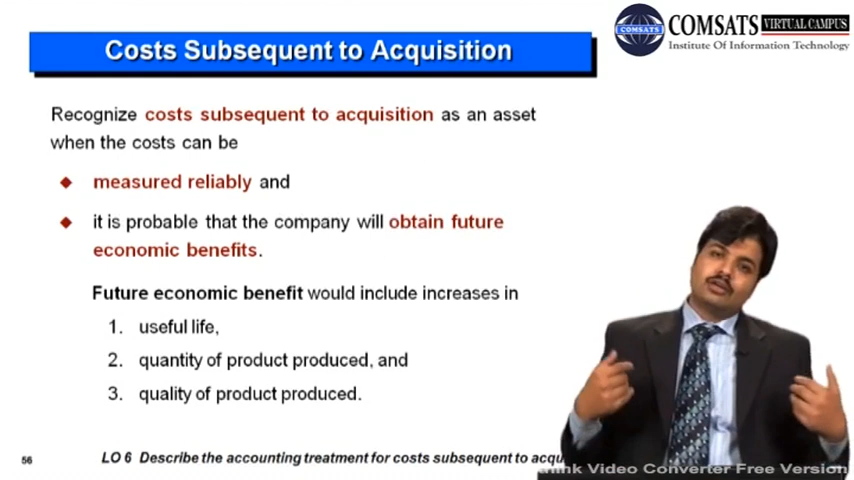 Costs Subsequent to Acquisition
COMSATS VIRTUAL CAMPUS
COMSATS
Institute Of Information Technology
Recognize costs subsequent to acquisition as an asset
when the costs can be
measured reliably and
it is probable that the company will obtain future
economic benefits.
Future economic benefit would include increases in
1. useful life,
2. quantity of product produced, and
3. quality of product produced.
56
LO 6 Describe the accounting treatment for costs subsequent to
Video Converter Free Version